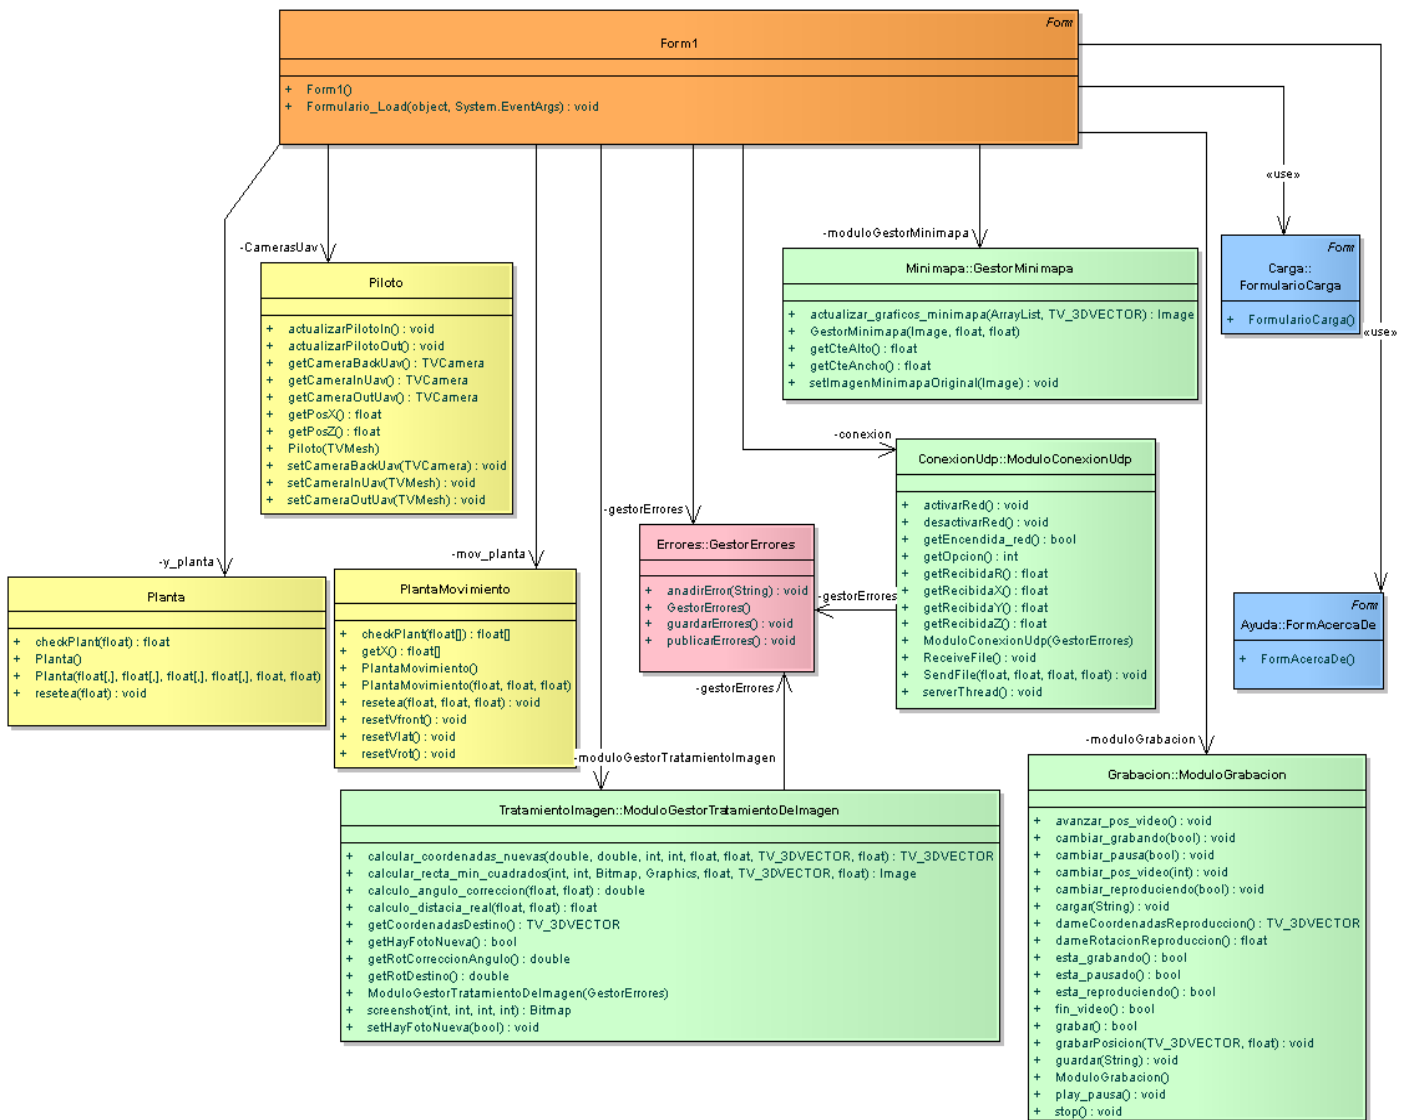 Form
Form1
+ Form1()
+ Formulario_Load(object, System.EventArgs) : void
«use»
«use»
-CamerasUav
Piloto
+ actualizarPilotoIn() : void
+ actualizarPilotoOut() : void
+ getCameraBackUav() : TVCamera
+ getCameraInUav() : TVCamera
+ getCameraOutUav() : TVCamera
+ getPosX() : float
+ getPosZ() : float
+ Piloto(TVMesh)
+ setCameraBackUav(TVCamera) : void
+ setCameraInUav(TVMesh) : void
+ setCameraOutUav(TVMesh) : void
-moduloGestorMinimapa
Minimapa::GestorMinimapa
+ actualizar_graficos_minimapa(ArrayList, TV_3DVECTOR) : Image
+ GestorMinimapa(Image, float, float)
+ getCteAlto() : float
+ getCteAncho() : float
+ setImagenMinimapaOriginal(Image) : void
Form
Carga::
FormularioCarga
+ FormularioCarga()
-conexion
ConexionUdp::ModuloConexionUdp
+ activarRed() : void
+ desactivarRed() : void
+ getEncendida_red() : bool
+ getOpcion() : int
+ getRecibidaR() : float
+ getRecibidaX() : float
+ getRecibidaY() : float
+ getRecibidaZ() : float
+ ModuloConexionUdp(GestorErrores)
+ ReceiveFile() : void
+ SendFile(float, float, float, float) : void
+ serverThread() : void
-gestorErrores
Errores::GestorErrores
+ anadirError(String) : void
+ GestorErrores()
+ guardarErrores() : void
+ publicarErrores() : void
-gestorErrores
-gestorErrores
-y_planta
Planta
+ checkPlant(float) : float
+ Planta()
+ Planta(float[,], float[,], float[,], float[,], float, float)
+ resetea(float) : void
-mov_planta
PlantaMovimiento
+ checkPlant(float[]) : float[]
+ getX() : float[]
+ PlantaMovimiento()
+ PlantaMovimiento(float, float, float)
+ resetea(float, float, float) : void
+ resetVfront() : void
+ resetVlat() : void
+ resetVrot() : void
Form
Ayuda::FormAcercaDe
+ FormAcercaDe()
-moduloGestorTratamientoImagen
TratamientoImagen::ModuloGestorTratamientoDeImagen
+ calcular_coordenadas_nuevas(double, double, int, int, float, float, TV_3DVECTOR, float) : TV_3DVECTOR
+ calcular_recta_min_cuadrados(int, int, Bitmap, Graphics, float, TV_3DVECTOR, float) : Image
+ calculo_angulo_correccion(float, float) : double
+ calculo_distacia_real(float, float) : float
+ getCoordenadasDestino() : TV_3DVECTOR
+ getHayFotoNueva() : bool
+ getRotCorreccionAngulo() : double
+ getRotDestino() : double
+ ModuloGestorTratamientoDeImagen(GestorErrores)
+ screenshot(int, int, int, int) : Bitmap
+ setHayFotoNueva(bool) : void
-moduloGrabacion
Grabacion::ModuloGrabacion
+ avanzar_pos_video() : void
+ cambiar_grabando(bool) : void
+ cambiar_pausa(bool) : void
+ cambiar_pos_video(int) : void
+ cambiar_reproduciendo(bool) : void
+ cargar(String) : void
+ dameCoordenadasReproduccion() : TV_3DVECTOR
+ dameRotacionReproduccion() : float
+ esta_grabando() : bool
+ esta_pausado() : bool
+ esta_reproduciendo() : bool
+ fin_video() : bool
+ grabar() : bool
+ grabarPosicion(TV_3DVECTOR, float) : void
+ guardar(String) : void
+ ModuloGrabacion()
+ play_pausa() : void
+ stop() : void